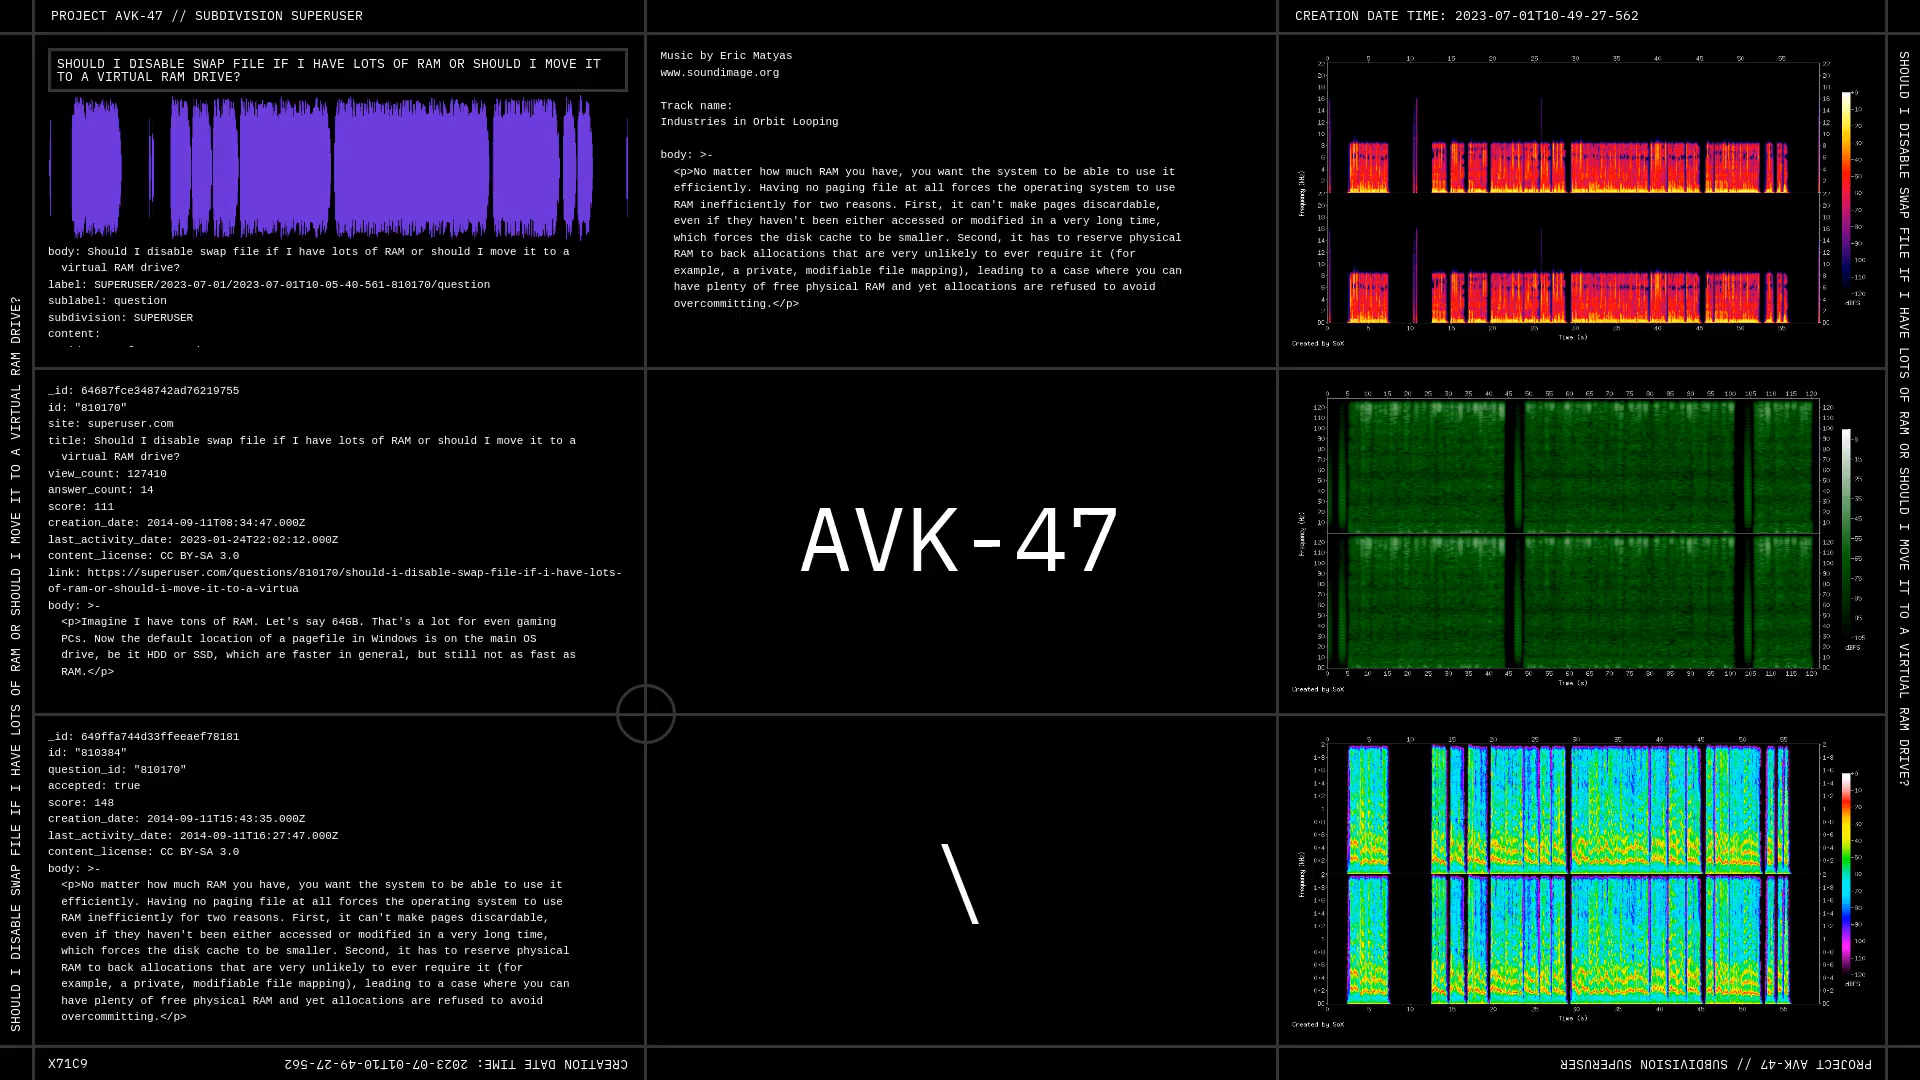 PROJECT AVK-47 // SUBDIVISION SUPERUSER
CREATION DATE TIME: 2023-07-01T10-49-27-562
SHOULD I DISABLE SWAP FILE IF I HAVE LOTS OF RAM OR SHOULD I MOVE IT TO A VIRTUAL RAM DRIVE?
SHOULD I DISABLE SWAP FILE IF I HAVE LOTS OF RAM OR SHOULD I MOVE IT
TO A VIRTUAL RAM DRIVE?
body: Should I disable swap file if I have lots of RAM or should I move it to a
virtual RAM drive?
label: SUPERUSER/2023-07-01/2023-07-01T10-05-40-561-810170/question
sublabel: question
subdivision: SUPERUSER
content:
Music by Eric Matyas
www.soundimage.org
Track name:
Industries in Orbit Looping
body: >-
<p>No matter how much RAM you have, you want the system to be able to use it
efficiently. Having no paging file at all forces the operating system to use
RAM inefficiently for two reasons. First, it can't make pages discardable,
even if they haven't been either accessed or modified in a very long time,
which forces the disk cache to be smaller. Second, it has to reserve physical
RAM to back allocations that are very unlikely to ever require it (for
example, a private, modifiable file mapping), leading to a case where you can
have plenty of free physical RAM and yet allocations are refused to avoid
overcommitting.</p>
Frequency (kHz)
Time (s)
dBFS
Created by SoX
_id: 64687fce348742ad76219755
id: "810170"
site: superuser.com
title: Should I disable swap file if I have lots of RAM or should I move it to a
virtual RAM drive?
view_count: 127410
answer_count: 14
score: 111
creation_date: 2014-09-11T08:34:47.000Z
last_activity_date: 2023-01-24T22:02:12.000Z
content_license: CC BY-SA 3.0
link: https://superuser.com/questions/810170/should-i-disable-swap-file-if-i-have-lots-
of-ram-or-should-i-move-it-to-a-virtua
body: >-
<p>Imagine I have tons of RAM. Let's say 64GB. That's a lot for even gaming
PCs. Now the default location of a pagefile in Windows is on the main OS
drive, be it HDD or SSD, which are faster in general, but still not as fast as
RAM.</p>
AVK-47
Frequency (Hz)
Time (s)
dBFS
Created by SoX
_id: 649ffa744d33ffeeaef78181
id: "810384"
question_id: "810170"
accepted: true
score: 148
creation_date: 2014-09-11T15:43:35.000Z
last_activity_date: 2014-09-11T16:27:47.000Z
content_license: CC BY-SA 3.0
body: >-
<p>No matter how much RAM you have, you want the system to be able to use it
efficiently. Having no paging file at all forces the operating system to use
RAM inefficiently for two reasons. First, it can't make pages discardable,
even if they haven't been either accessed or modified in a very long time,
which forces the disk cache to be smaller. Second, it has to reserve physical
RAM to back allocations that are very unlikely to ever require it (for
example, a private, modifiable file mapping), leading to a case where you can
have plenty of free physical RAM and yet allocations are refused to avoid
overcommitting.</p>
\
Frequency (kHz)
Time (s)
dBFS
Created by SoX
SHOULD I DISABLE SWAP FILE IF I HAVE LOTS OF RAM OR SHOULD I MOVE IT TO A VIRTUAL RAM DRIVE?
X71C6
CREATION DATE TIME: 2023-07-01T10-49-27-562
PROJECT AVK-47 // SUBDIVISION SUPERUSER